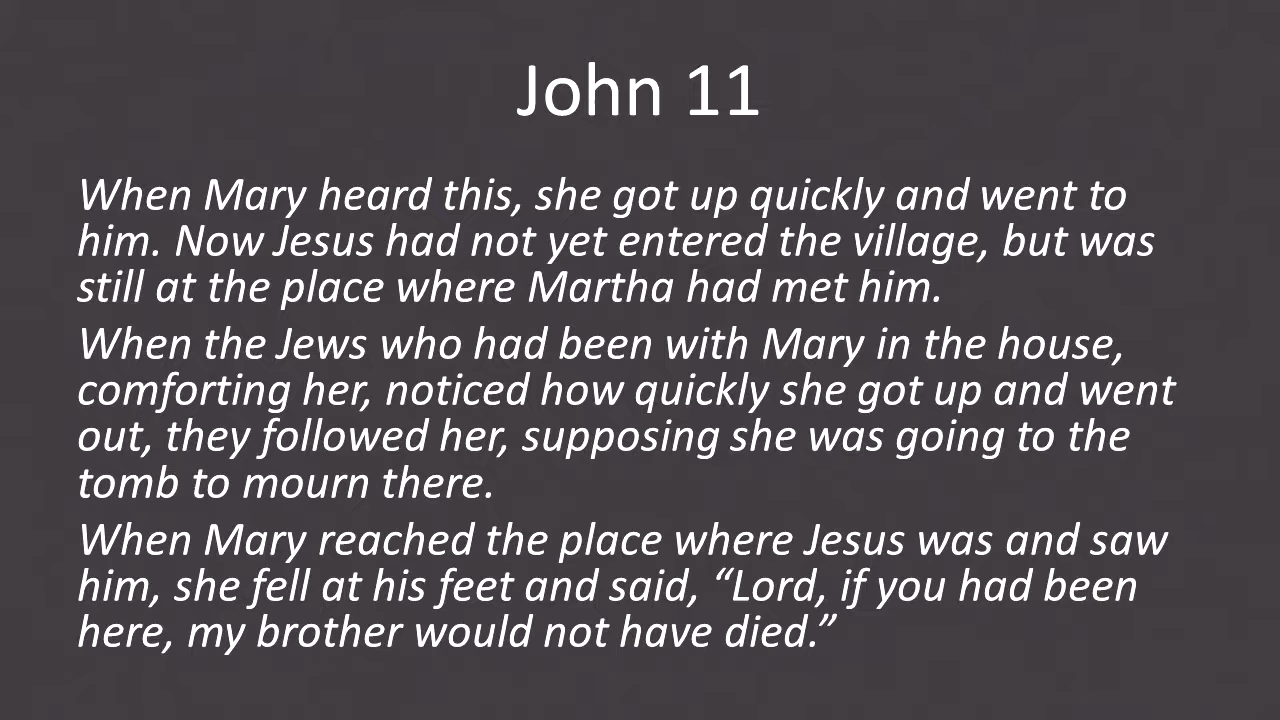 John 11
When Mary heard this, she got up quickly and went to
him. Now Jesus had not yet entered the village, but was
still at the place where Martha had met him.
When the Jews who had been with Mary in the house,
comforting her, noticed how quickly she got up and went
out, they followed her, supposing she was going to the
tomb to mourn there.
When Mary reached the place where Jesus was and saw
him, she fell at his feet and said, “Lord, if you had been
here, my brother would not have died.”